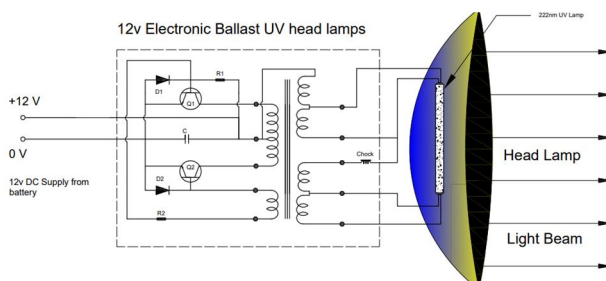 12v Electronic Ballast UV head lamps
222nm UV Lamp
R1
D1
Q1
+12 V
C
0 V
Chock
Head Lamp
Q2
12v DC Supply from
battery
D2
Light Beam
R2